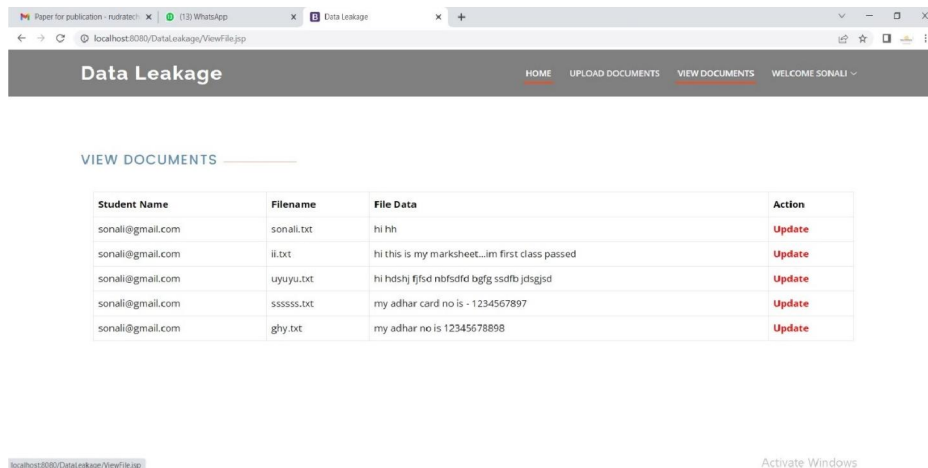 Paper for publication - rudratech (13) WhatsApp Data Leakage
localhost:8080/DataLeakage/ViewFile.jsp
Data Leakage HOME UPLOAD DOCUMENTS VIEW DOCUMENTS WELCOME SONALI
VIEW DOCUMENTS
Student Name Filename File Data Action
sonali@gmail.com sonali.txt hi hh Update
sonali@gmail.com ii.txt hi this is my marksheet...im first class passed Update
sonali@gmail.com uyuyu.txt hi hdshj fjfsd nbfsdfd bgfg ssdfb jdsgjsd Update
sonali@gmail.com ssssss.txt my adhar card no is - 1234567897 Update
sonali@gmail.com ghy.txt my adhar no is 12345678898 Update
localhost:8080/DataLeakage/ViewFile.jsp Activate Windows